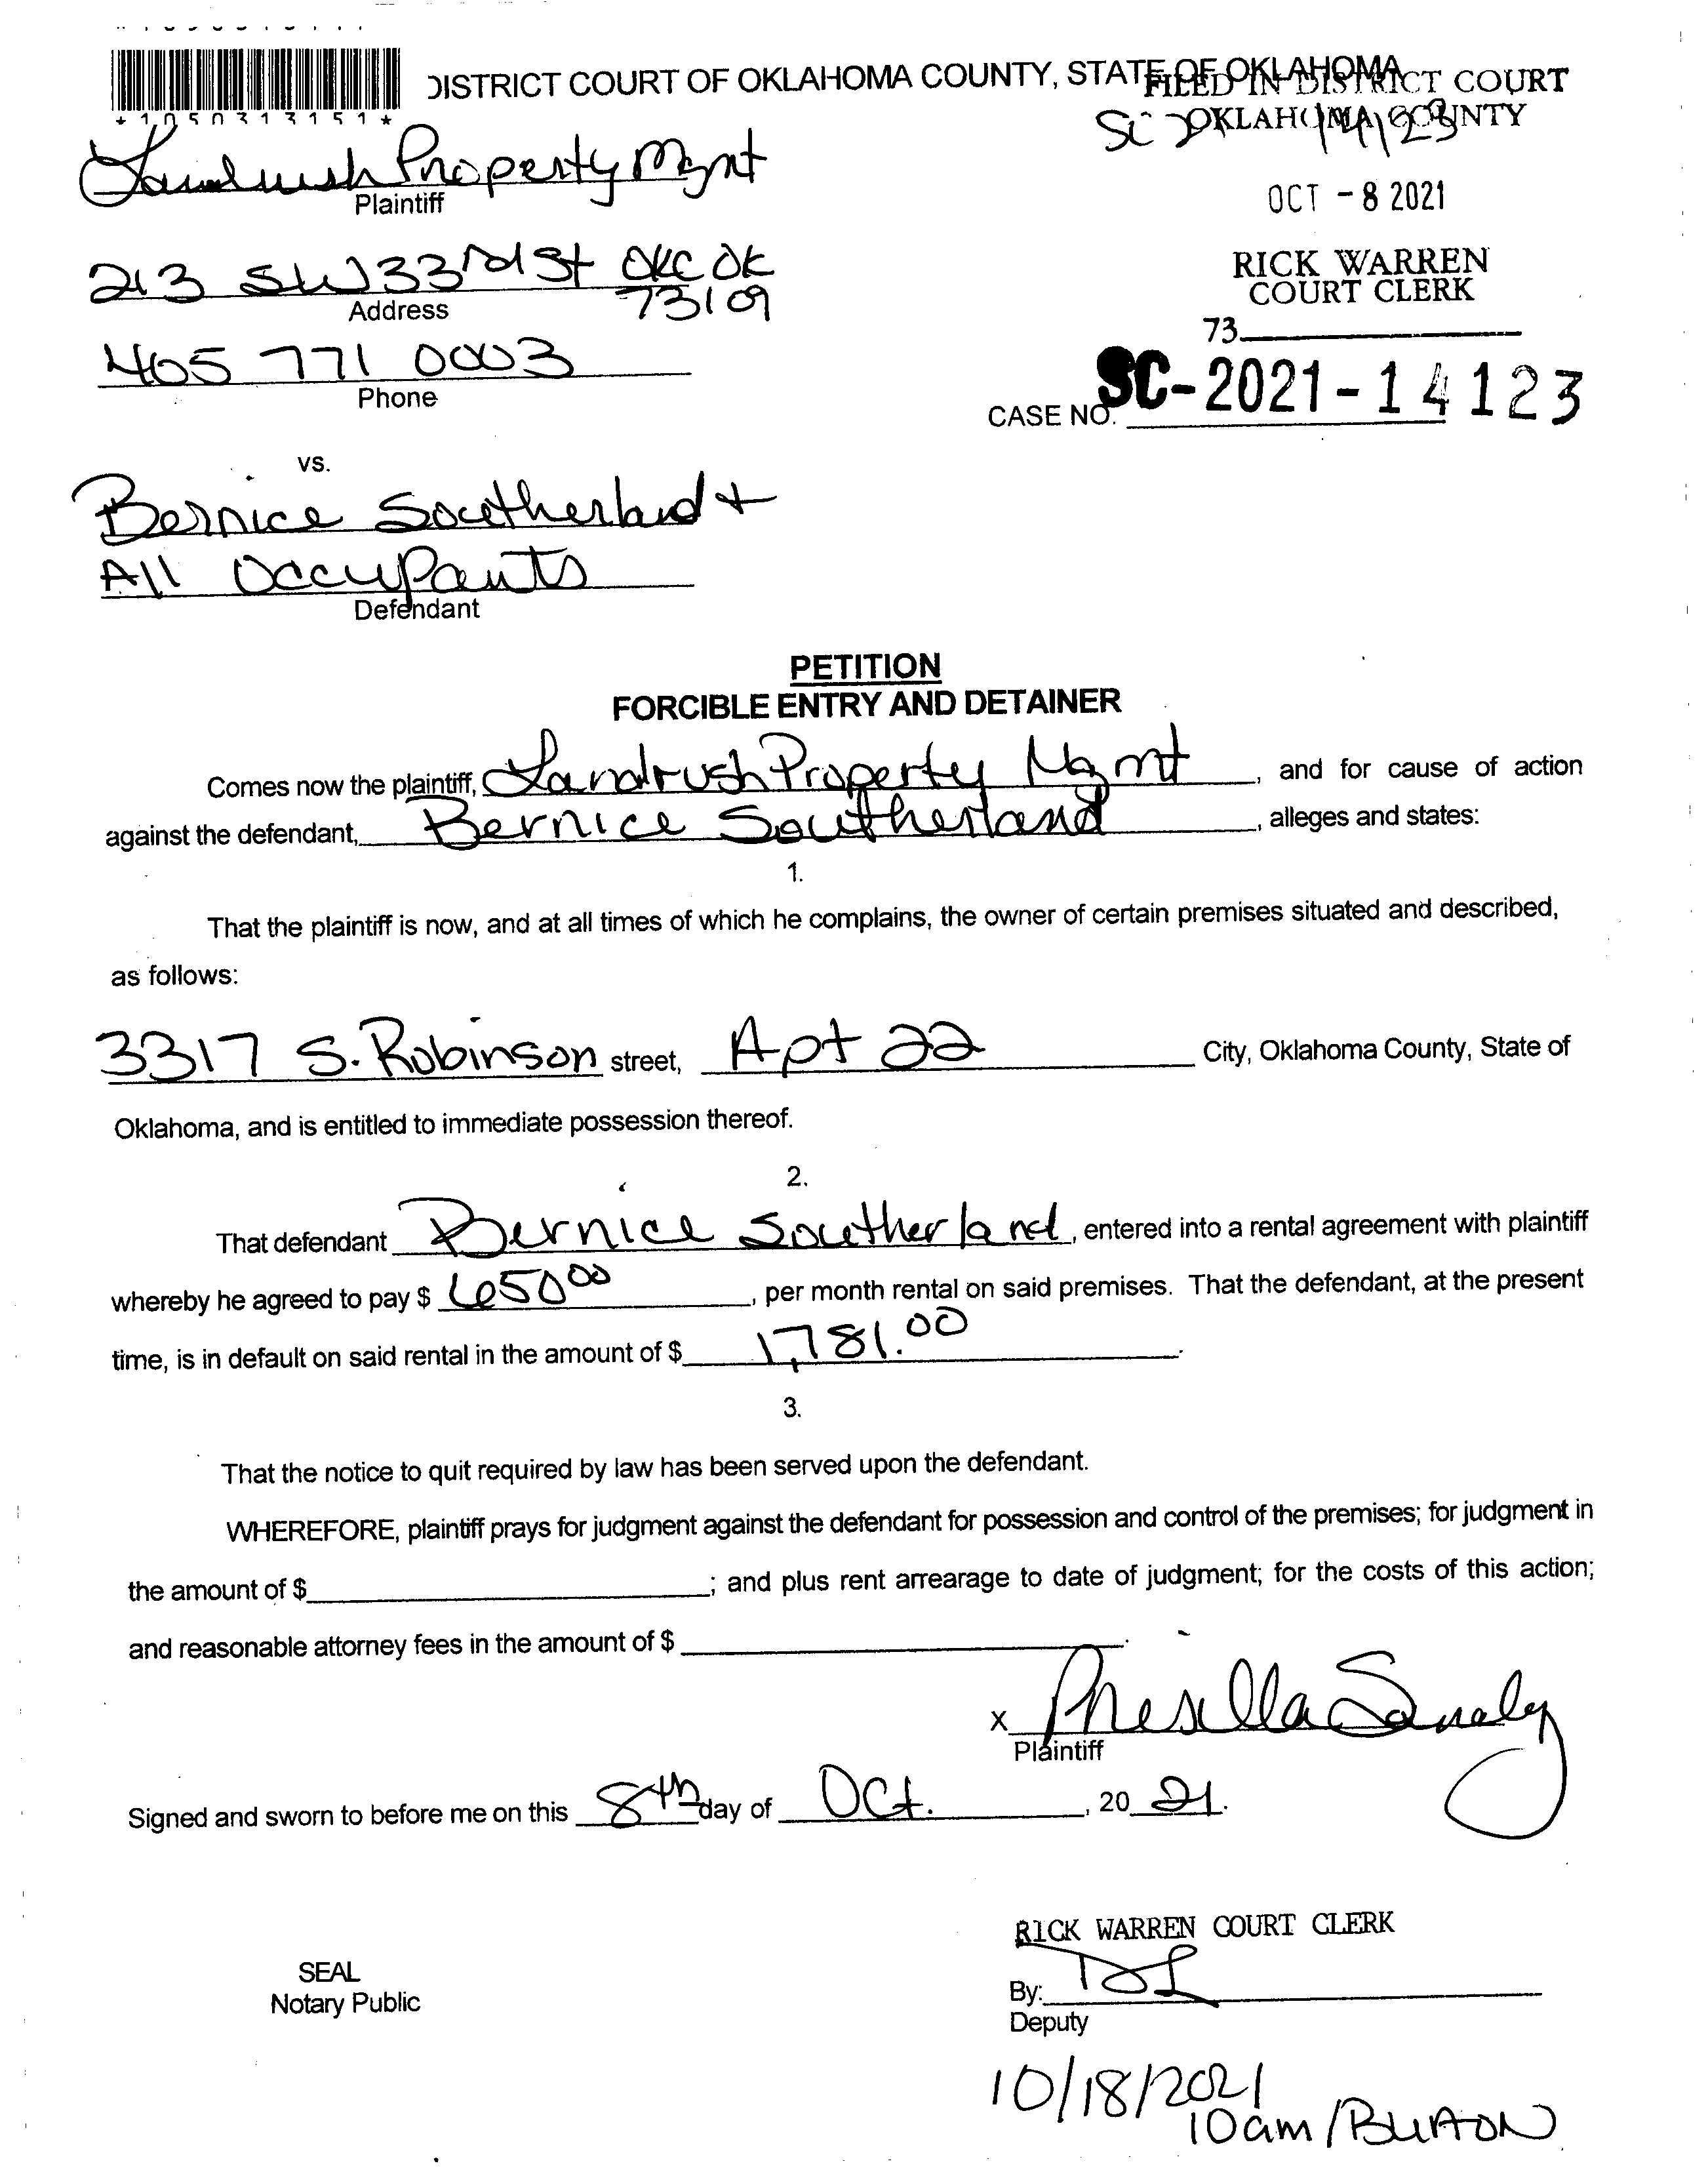 *1050313151*
DISTRICT COURT OF OKLAHOMA COUNTY, STATE OF OKLAHOMA
FILED IN DISTRICT COURT
OKLAHOMA COUNTY
SC 21 14123
OCT - 8 2021
RICK WARREN
COURT CLERK
73
CASE NO. SC-2021-14123
Landrush Property Mgmt
Plaintiff
213 SW 33rd St OKC OK
73109
Address
405 771 0003
Phone
vs.
Bernice Southerland +
All Occupants
Defendant
PETITION
FORCIBLE ENTRY AND DETAINER
Comes now the plaintiff, Landrush Property Mgmt, and for cause of action
against the defendant, Bernice Southerland, alleges and states:
1.
That the plaintiff is now, and at all times of which he complains, the owner of certain premises situated and described,
as follows:
3317 S. Robinson street, Apt 22 City, Oklahoma County, State of
Oklahoma, and is entitled to immediate possession thereof.
2.
That defendant Bernice Southerland, entered into a rental agreement with plaintiff
whereby he agreed to pay $ 650 00, per month rental on said premises. That the defendant, at the present
time, is in default on said rental in the amount of $ 1,781.00.
3.
That the notice to quit required by law has been served upon the defendant.
WHEREFORE, plaintiff prays for judgment against the defendant for possession and control of the premises; for judgment in
the amount of $ ; and plus rent arrearage to date of judgment; for the costs of this action;
and reasonable attorney fees in the amount of $ .
X Prisilla
Plaintiff
Signed and sworn to before me on this 8th day of Oct., 20 21.
RICK WARREN COURT CLERK
SEAL
Notary Public
By:
Deputy
10/18/2021
10am/Burton